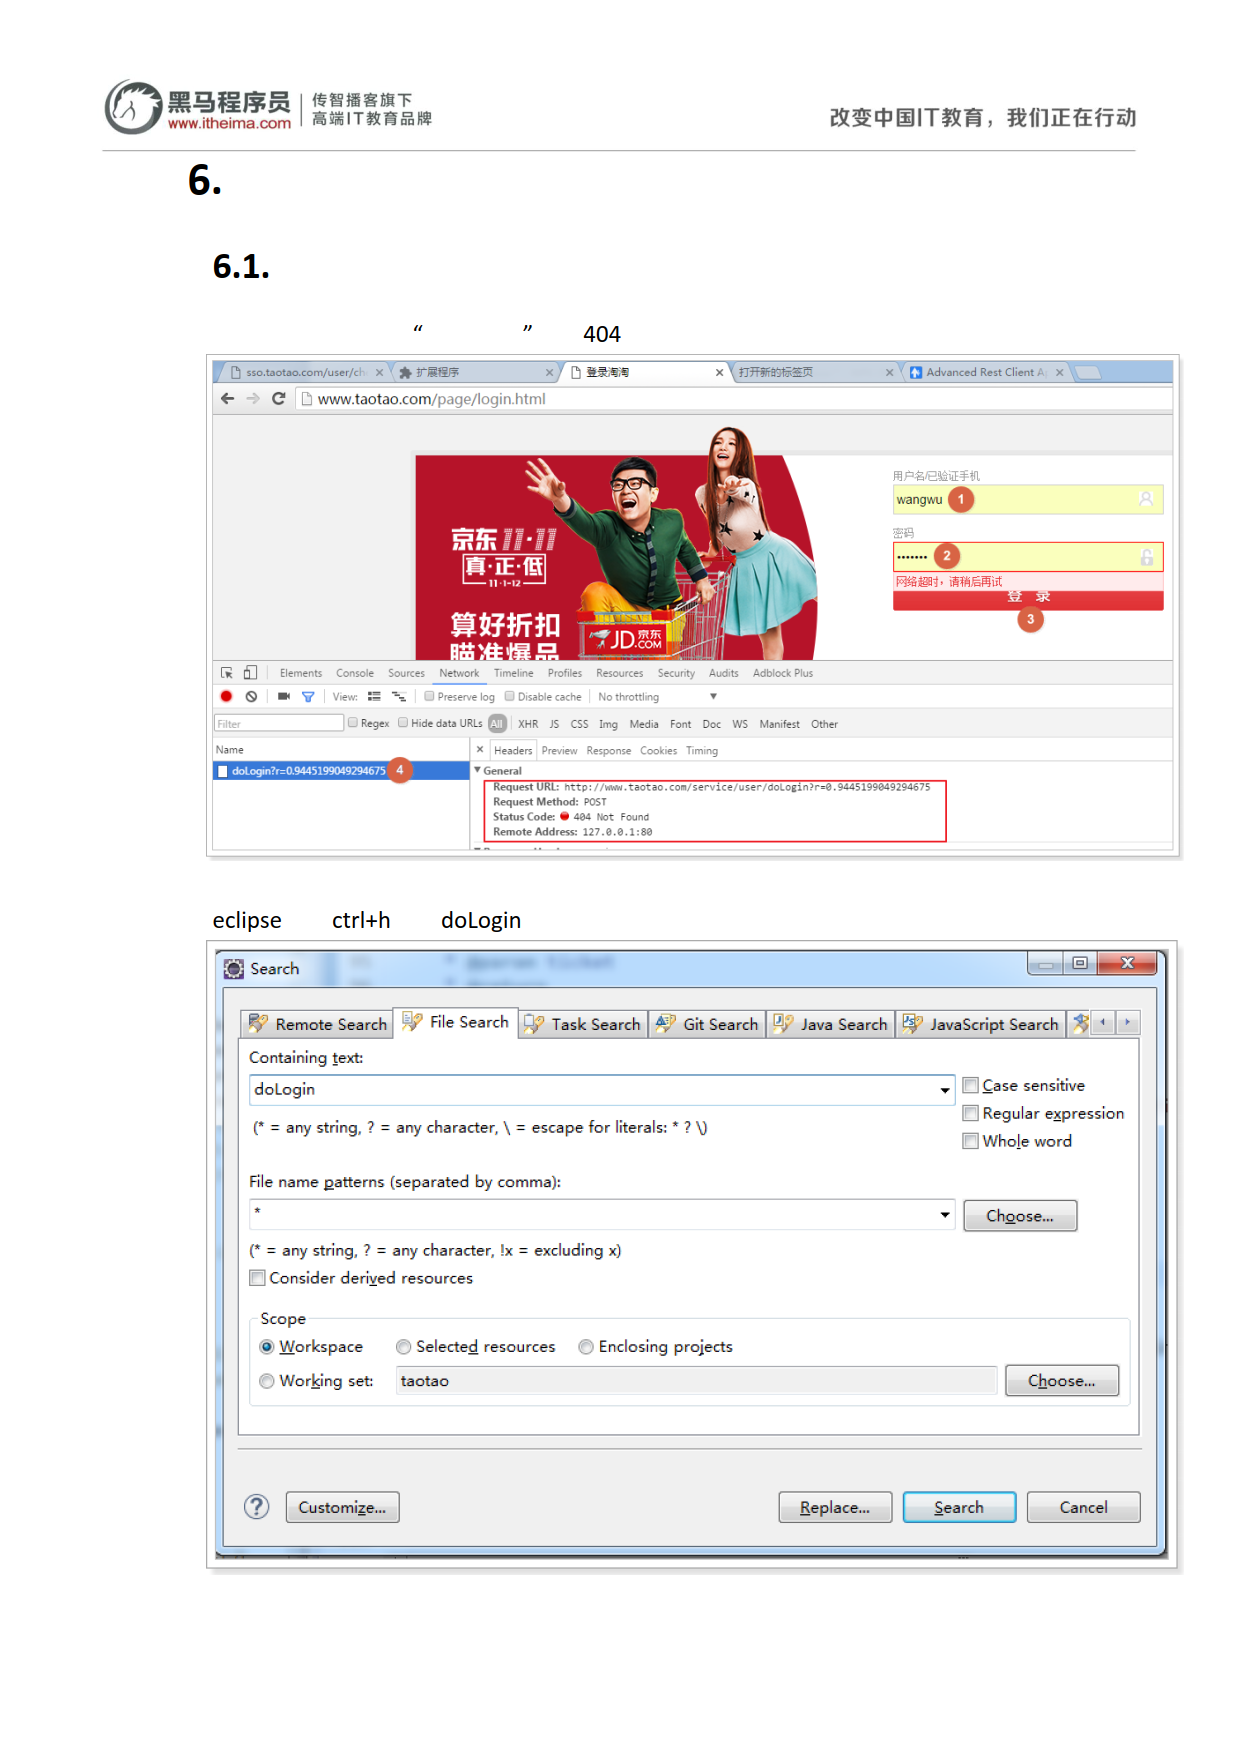 黑马程序员
www.itheima.com
传智播客旗下
高端IT教育品牌
改变中国IT教育，我们正在行动
6.
6.1.
“ ” 404
sso.taotao.com/user/ch
扩展程序
登录淘淘
打开新的标签页
Advanced Rest Client A
www.taotao.com/page/login.html
用户名/已验证手机
wangwu 1
密码
••••••• 2
网络超时，请稍后再试
登 录
3
京东 11·11
真·正·低
11·1-12
算好折扣
瞄准爆品
JD.京东
.COM
Elements Console Sources Network Timeline Profiles Resources Security Audits Adblock Plus
View: Preserve log Disable cache No throttling
Filter Regex Hide data URLs All XHR JS CSS Img Media Font Doc WS Manifest Other
Name
× Headers Preview Response Cookies Timing
doLogin?r=0.9445199049294675 4
General
Request URL: http://www.taotao.com/service/user/doLogin?r=0.9445199049294675
Request Method: POST
Status Code: 404 Not Found
Remote Address: 127.0.0.1:80
eclipse ctrl+h doLogin
Search
* @param ticket
Remote Search File Search Task Search Git Search Java Search JavaScript Search
Containing text:
doLogin
Case sensitive
Regular expression
(* = any string, ? = any character, \ = escape for literals: * ? \)
Whole word
File name patterns (separated by comma):
*
Choose...
(* = any string, ? = any character, !x = excluding x)
Consider derived resources
Scope
Workspace Selected resources Enclosing projects
Working set: taotao Choose...
Customize... Replace... Search Cancel